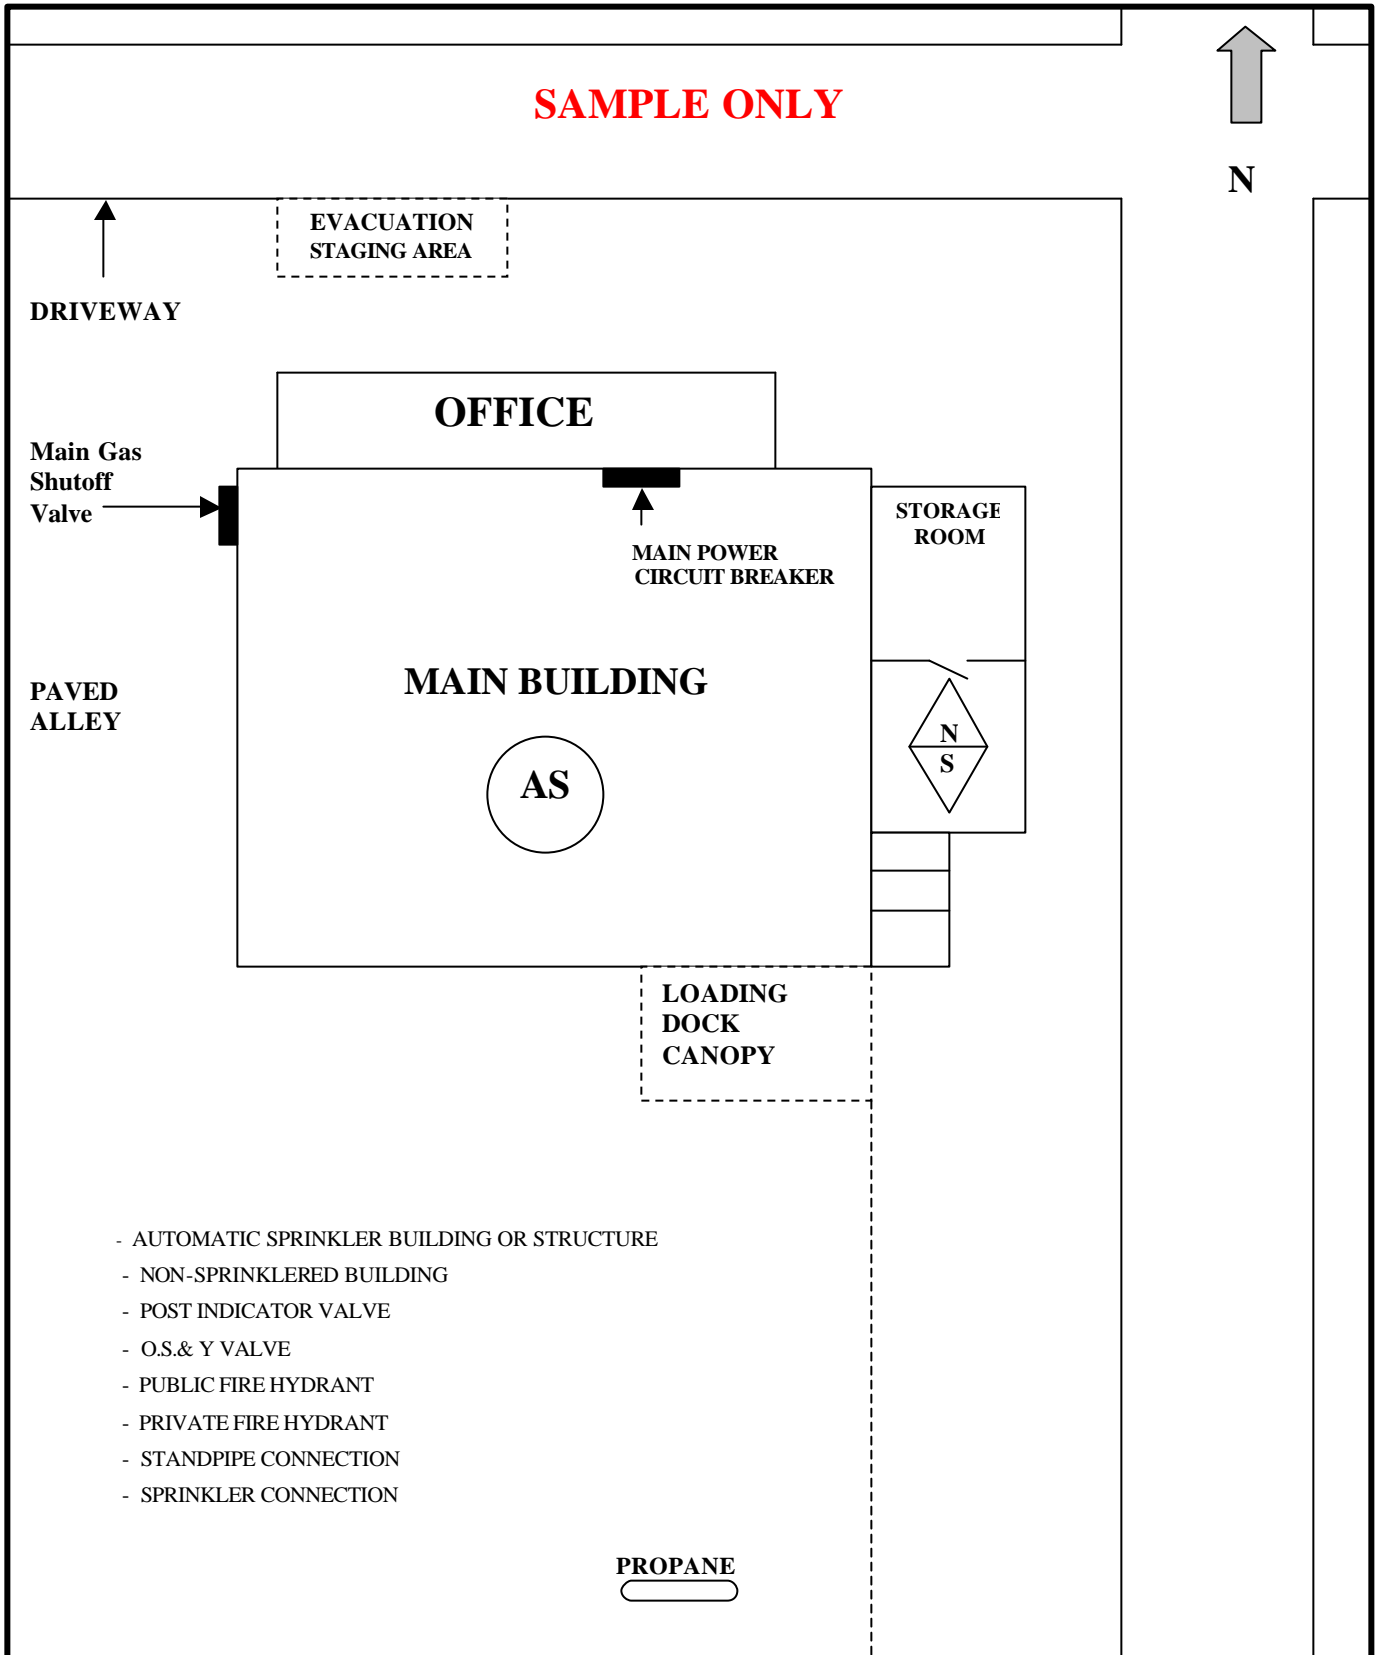 SAMPLE ONLY
N
EVACUATION
STAGING AREA
DRIVEWAY
OFFICE
Main Gas
Shutoff
Valve
STORAGE
ROOM
MAIN POWER
CIRCUIT BREAKER
MAIN BUILDING
PAVED
ALLEY
N
S
AS
LOADING
DOCK
CANOPY
- AUTOMATIC SPRINKLER BUILDING OR STRUCTURE
- NON-SPRINKLERED BUILDING
- POST INDICATOR VALVE
- O.S.& Y VALVE
- PUBLIC FIRE HYDRANT
- PRIVATE FIRE HYDRANT
- STANDPIPE CONNECTION
- SPRINKLER CONNECTION
PROPANE